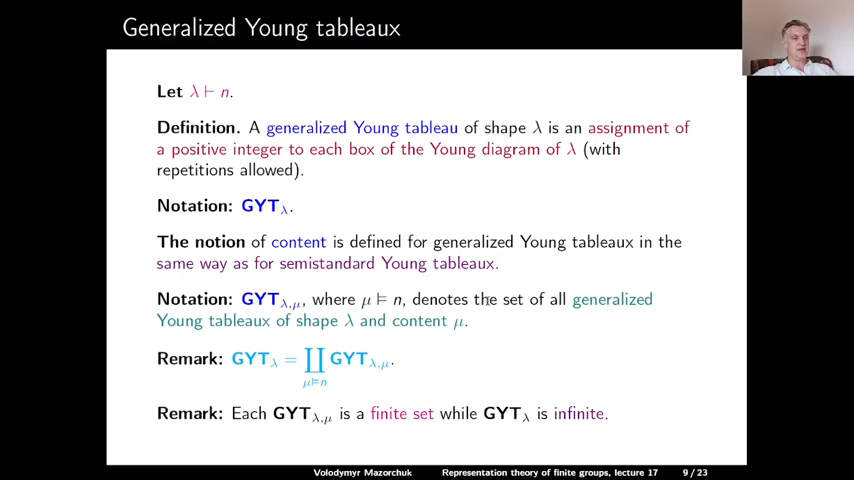 Generalized Young tableaux
Let λ ⊢ n.
Definition. A generalized Young tableau of shape λ is an assignment of
a positive integer to each box of the Young diagram of λ (with
repetitions allowed).
Notation: GYT_λ.
The notion of content is defined for generalized Young tableaux in the
same way as for semistandard Young tableaux.
Notation: GYT_{λ,μ}, where μ ⊨ n, denotes the set of all generalized
Young tableaux of shape λ and content μ.
Remark: GYT_λ = ∐_{μ⊨n} GYT_{λ,μ}.
Remark: Each GYT_{λ,μ} is a finite set while GYT_λ is infinite.
Volodymyr Mazorchuk Representation theory of finite groups, lecture 17 9/23